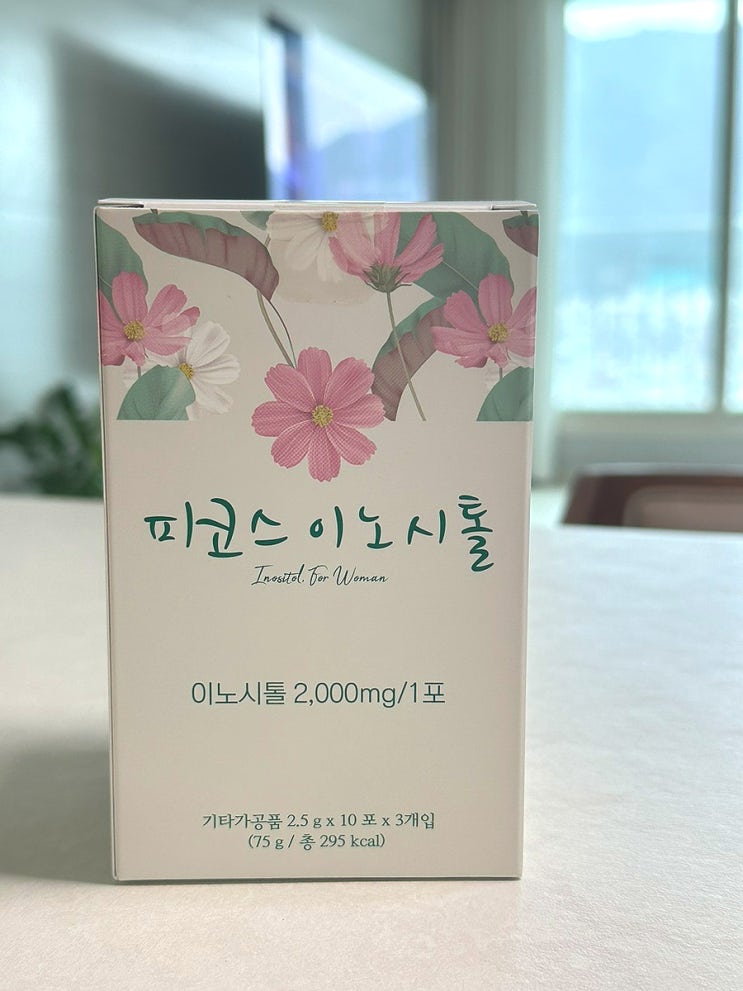 피코스 이노시톨
Inositol. For Woman
이노시톨 2,000mg/1포
기타가공품 2.5 g x 10 포 x 3개입
(75 g / 총 295 kcal)